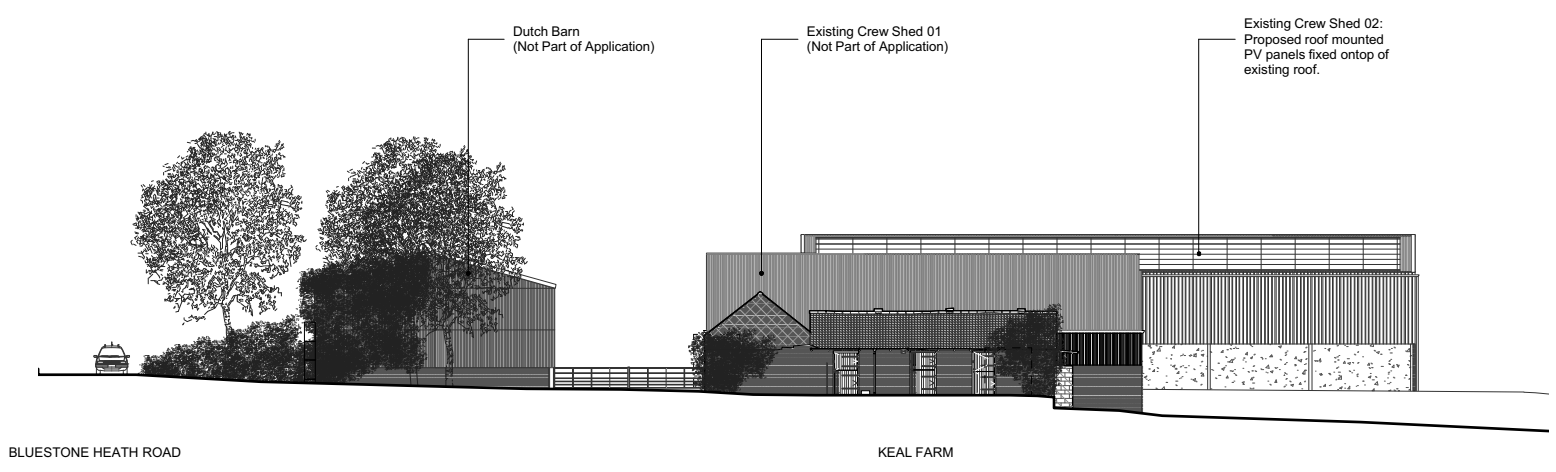 Dutch Barn
(Not Part of Application)
Existing Crew Shed 01
(Not Part of Application)
Existing Crew Shed 02:
Proposed roof mounted
PV panels fixed ontop of
existing roof.
BLUESTONE HEATH ROAD
KEAL FARM